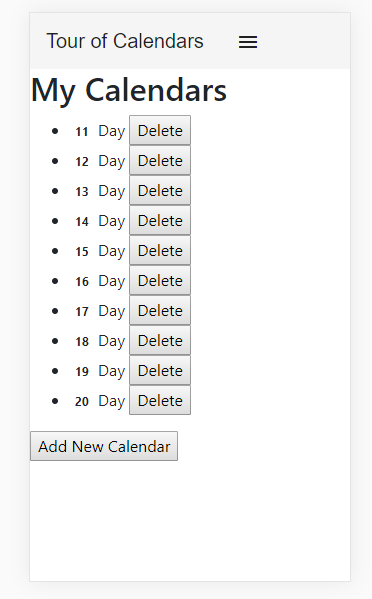 Tour of Calendars
My Calendars
11 Day Delete
12 Day Delete
13 Day Delete
14 Day Delete
15 Day Delete
16 Day Delete
17 Day Delete
18 Day Delete
19 Day Delete
20 Day Delete
Add New Calendar